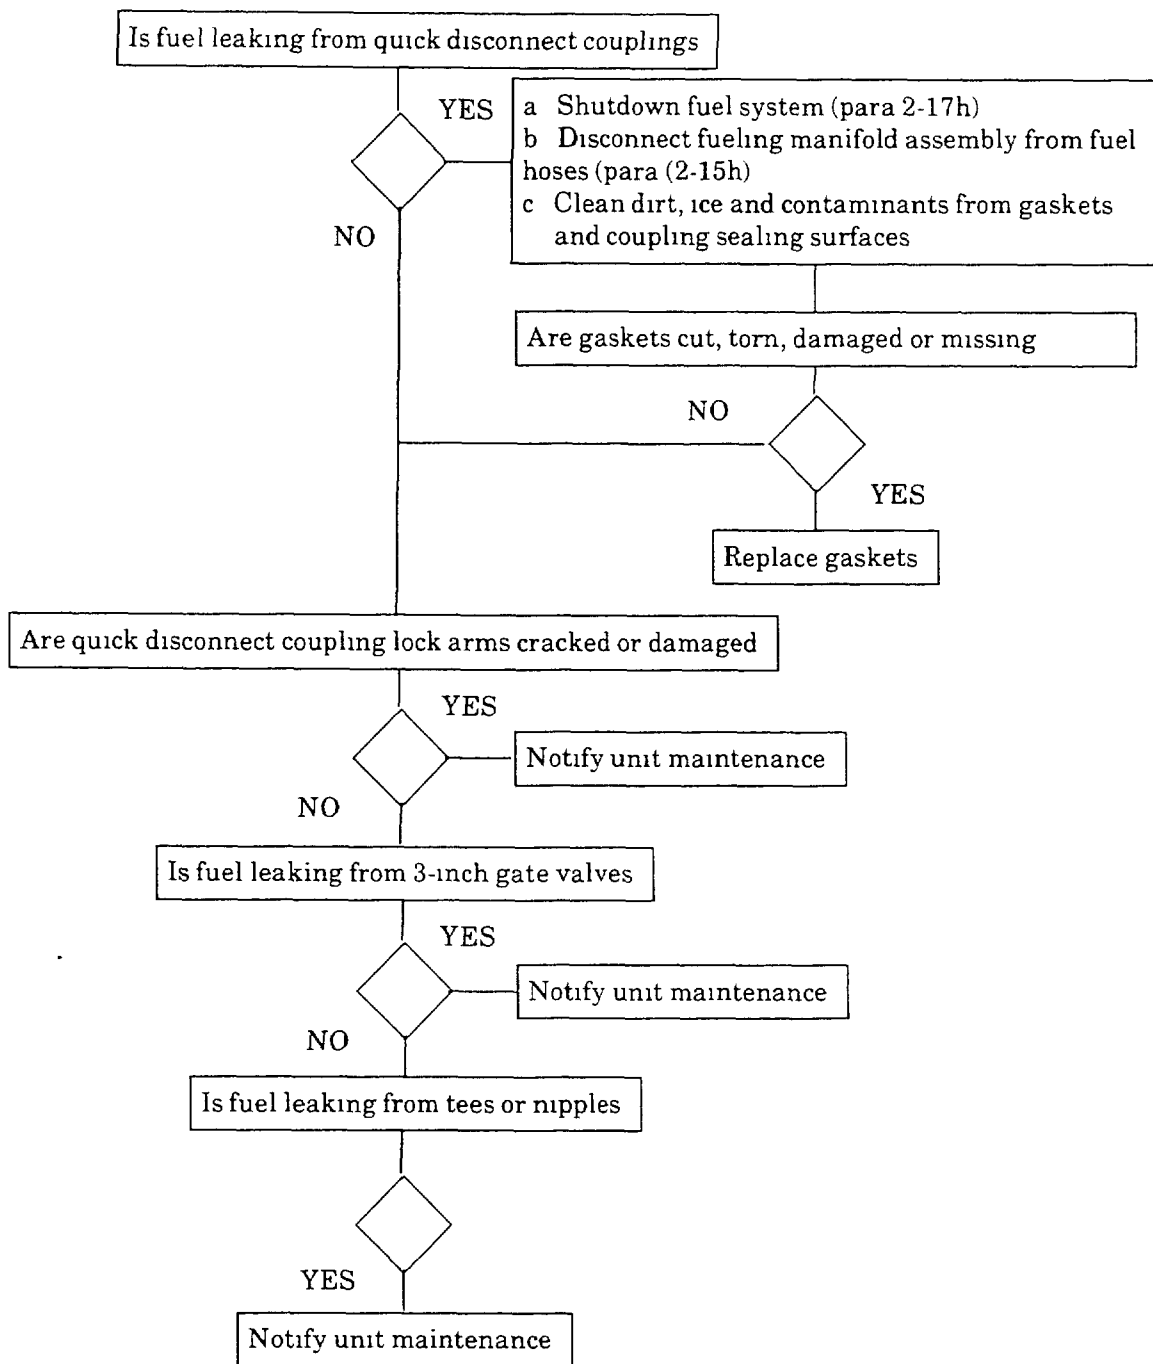 Is fuel leaking from quick disconnect couplings
YES
a Shutdown fuel system (para 2-17h)
b Disconnect fueling manifold assembly from fuel
hoses (para (2-15h)
c Clean dirt, ice and contaminants from gaskets
and coupling sealing surfaces
NO
Are gaskets cut, torn, damaged or missing
NO
YES
Replace gaskets
Are quick disconnect coupling lock arms cracked or damaged
YES
Notify unit maintenance
NO
Is fuel leaking from 3-inch gate valves
YES
Notify unit maintenance
NO
Is fuel leaking from tees or nipples
YES
Notify unit maintenance